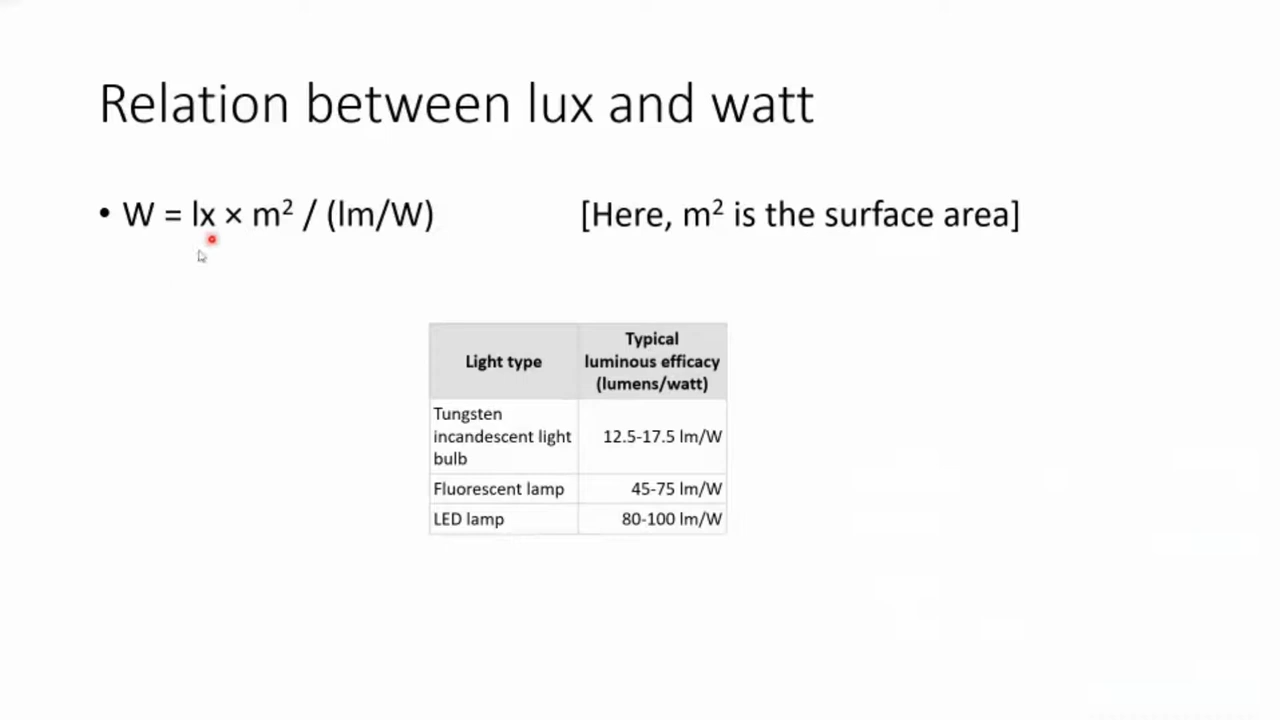 Relation between lux and watt
• W = lx × m² / (lm/W) [Here, m² is the surface area]
Light type
Typical
luminous efficacy
(lumens/watt)
Tungsten
incandescent light
bulb
12.5-17.5 lm/W
Fluorescent lamp 45-75 lm/W
LED lamp 80-100 lm/W